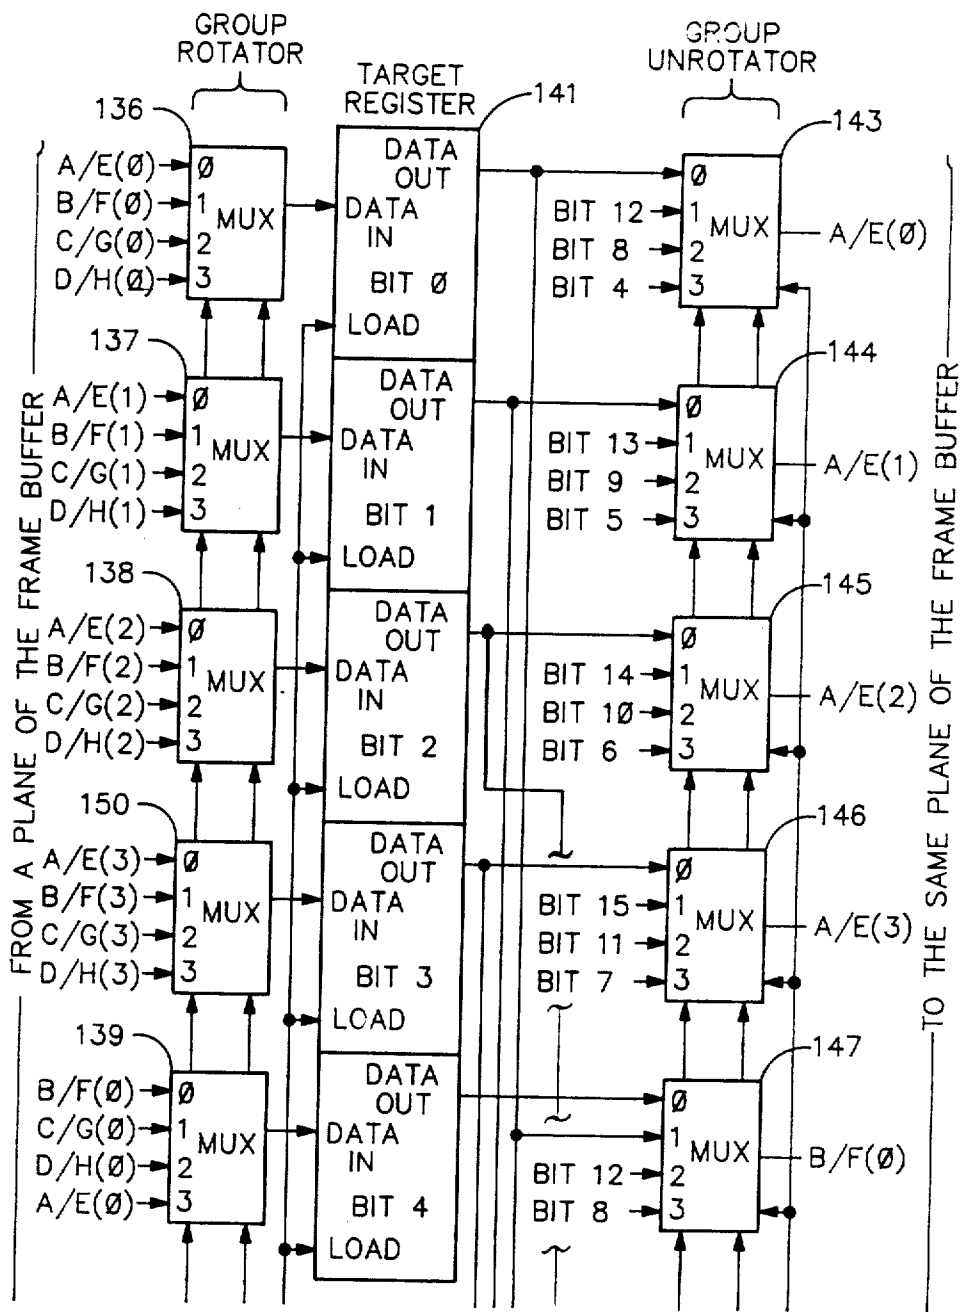 GROUP
ROTATOR
TARGET
REGISTER
GROUP
UNROTATOR
FROM A PLANE OF THE FRAME BUFFER
136
A/E(Ø)
B/F(Ø)
C/G(Ø)
D/H(Ø)
Ø
1
2
3
MUX
137
A/E(1)
B/F(1)
C/G(1)
D/H(1)
Ø
1
2
3
MUX
138
A/E(2)
B/F(2)
C/G(2)
D/H(2)
Ø
1
2
3
MUX
150
A/E(3)
B/F(3)
C/G(3)
D/H(3)
Ø
1
2
3
MUX
139
B/F(Ø)
C/G(Ø)
D/H(Ø)
A/E(Ø)
Ø
1
2
3
MUX
141
DATA
OUT
DATA
IN
BIT Ø
LOAD
DATA
OUT
DATA
IN
BIT 1
LOAD
DATA
OUT
DATA
IN
BIT 2
LOAD
DATA
OUT
DATA
IN
BIT 3
LOAD
DATA
OUT
DATA
IN
BIT 4
LOAD
143
BIT 12
BIT 8
BIT 4
Ø
1
2
3
MUX
A/E(Ø)
144
BIT 13
BIT 9
BIT 5
Ø
1
2
3
MUX
A/E(1)
145
BIT 14
BIT 1Ø
BIT 6
Ø
1
2
3
MUX
A/E(2)
146
BIT 15
BIT 11
BIT 7
Ø
1
2
3
MUX
A/E(3)
147
BIT 12
BIT 8
Ø
1
2
3
MUX
B/F(Ø)
TO THE SAME PLANE OF THE FRAME BUFFER